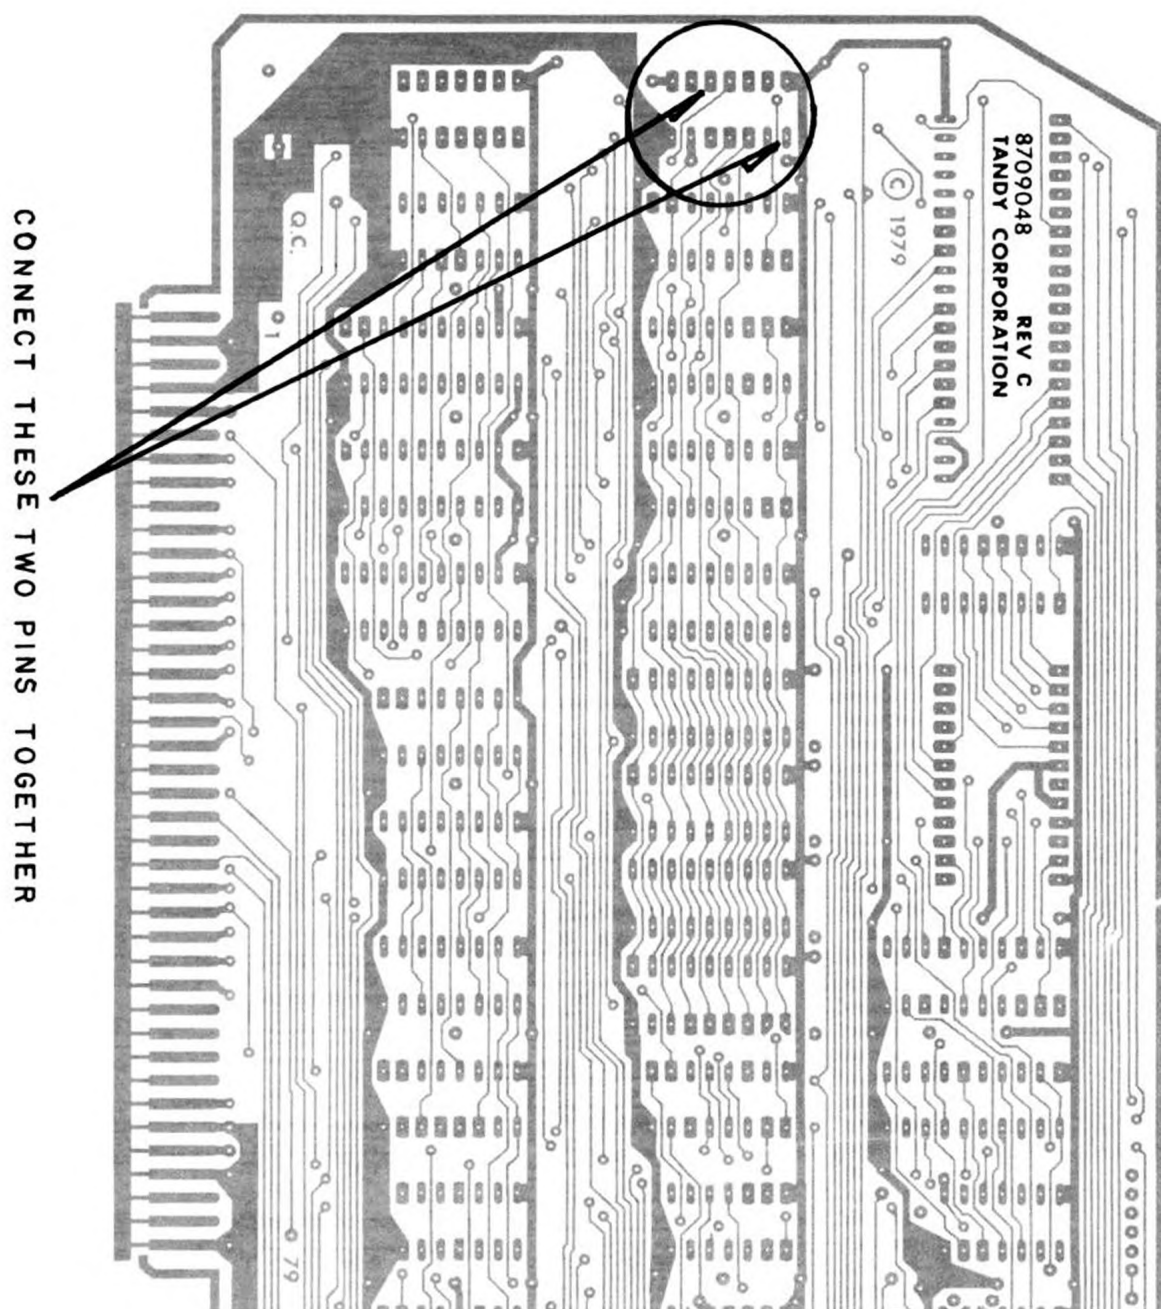 CONNECT THESE TWO PINS TOGETHER
8709048 REV C
TANDY CORPORATION
© 1979
Q.C.
1
79